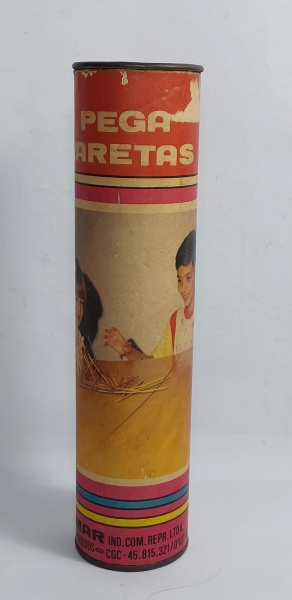 PEGA
ARETAS
MAR IND.COM.REPR.LTDA.
CGC-45.815.321/0